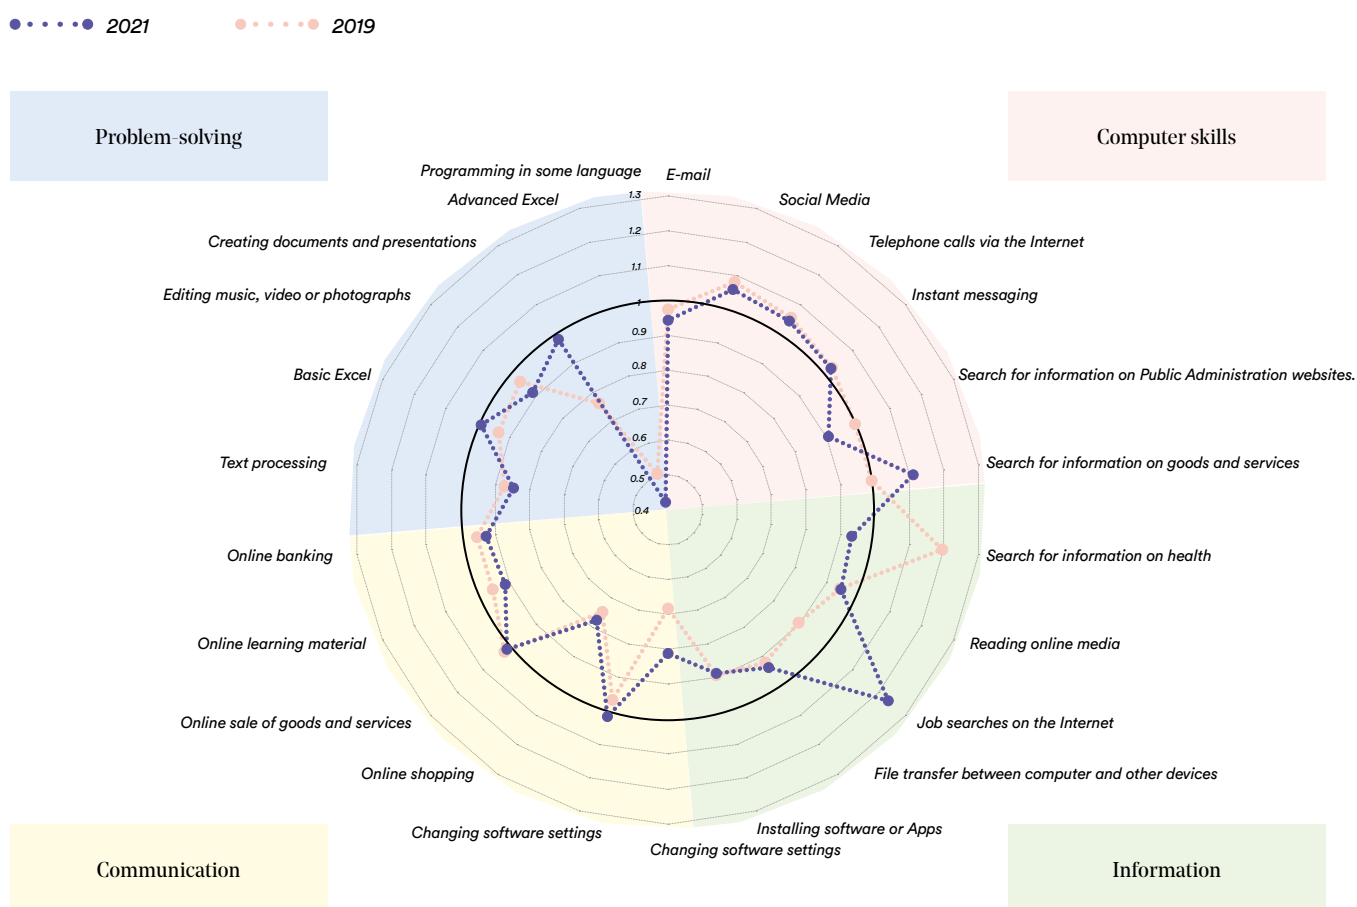 2021
2019
Problem-solving
Computer skills
Programming in some language
E-mail
Advanced Excel
Social Media
Creating documents and presentations
Telephone calls via the Internet
Editing music, video or photographs
Instant messaging
Basic Excel
Search for information on Public Administration websites.
Text processing
Search for information on goods and services
Online banking
Search for information on health
Online learning material
Reading online media
Online sale of goods and services
Job searches on the Internet
Online shopping
File transfer between computer and other devices
Changing software settings
Installing software or Apps
Changing software settings
1.3
1.2
1.1
1
0.9
0.8
0.7
0.6
0.5
0.4
Communication
Information